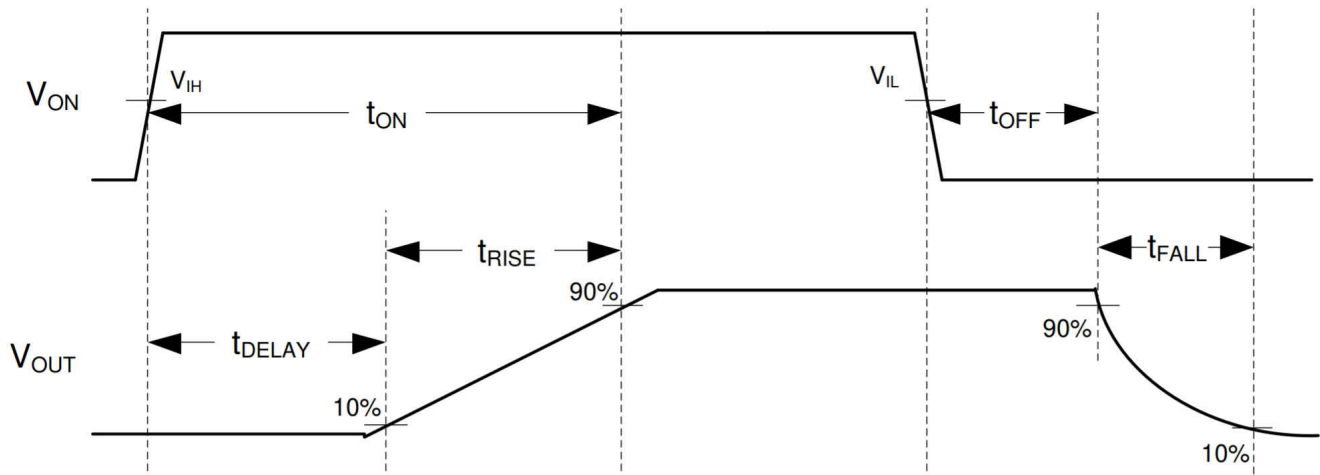 V_IH
V_IL
V_ON
t_ON
t_OFF
t_RISE
t_FALL
90%
90%
t_DELAY
V_OUT
10%
10%